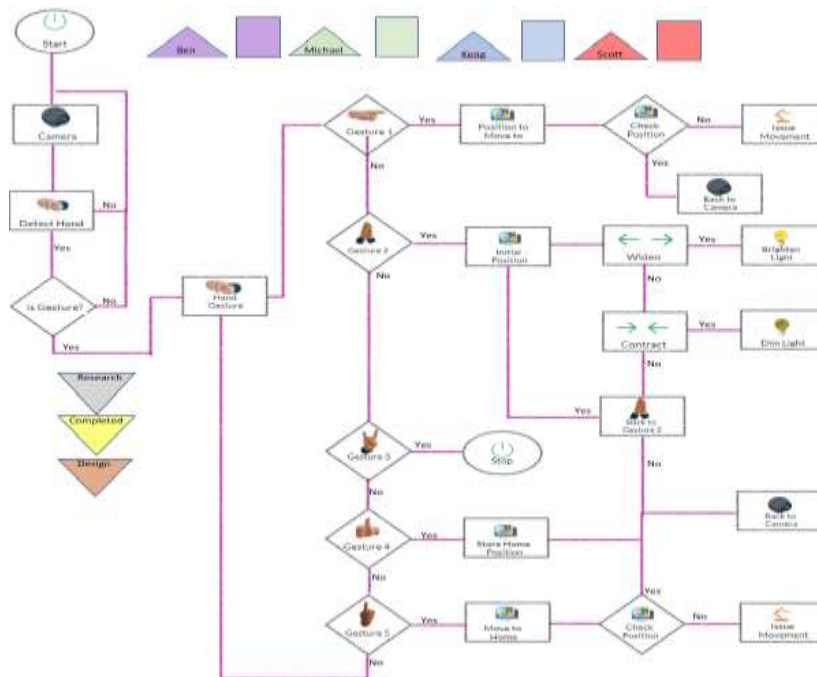 Start
Ben
Michael
Scott
Camera
No
Detect Hand
Yes
Is Gesture?
No
Yes
Research
Completed
Design
Hand
Gesture
Gesture 1
Yes
Position to
Move to
Check
Position
No
Issue
Movement
Yes
Back to
Camera
No
Gesture 2
Yes
Initial
Position
Widen
Yes
Brighten
Light
No
No
Contract
Yes
Dim Light
No
Yes
Back to
Gesture 2
No
Gesture 3
Yes
Stop
No
Back to
Camera
Gesture 4
Yes
Store Home
Position
No
Yes
Gesture 5
Yes
Move to
Home
Check
Position
No
Issue
Movement
No